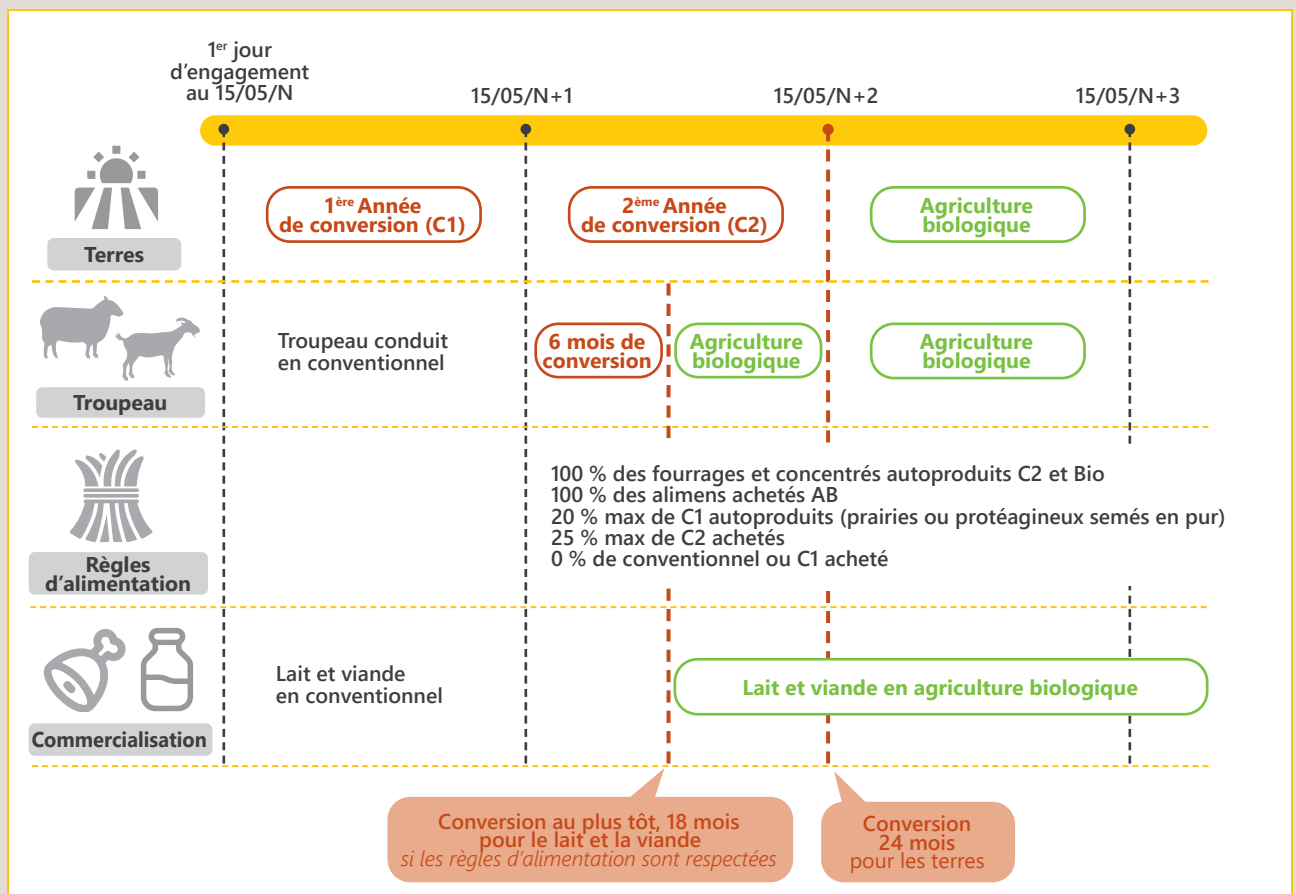 1er jour
d'engagement
au 15/05/N
15/05/N+1
15/05/N+2
15/05/N+3
Terres
1ère Année
de conversion (C1)
2ème Année
de conversion (C2)
Agriculture
biologique
Troupeau
Troupeau conduit
en conventionnel
6 mois de
conversion
Agriculture
biologique
Agriculture
biologique
Règles
d'alimentation
100 % des fourrages et concentrés autoproduits C2 et Bio
100 % des alimens achetés AB
20 % max de C1 autoproduits (prairies ou protéagineux semés en pur)
25 % max de C2 achetés
0 % de conventionnel ou C1 acheté
Commercialisation
Lait et viande
en conventionnel
Lait et viande en agriculture biologique
Conversion au plus tôt, 18 mois
pour le lait et la viande
si les règles d'alimentation sont respectées
Conversion
24 mois
pour les terres